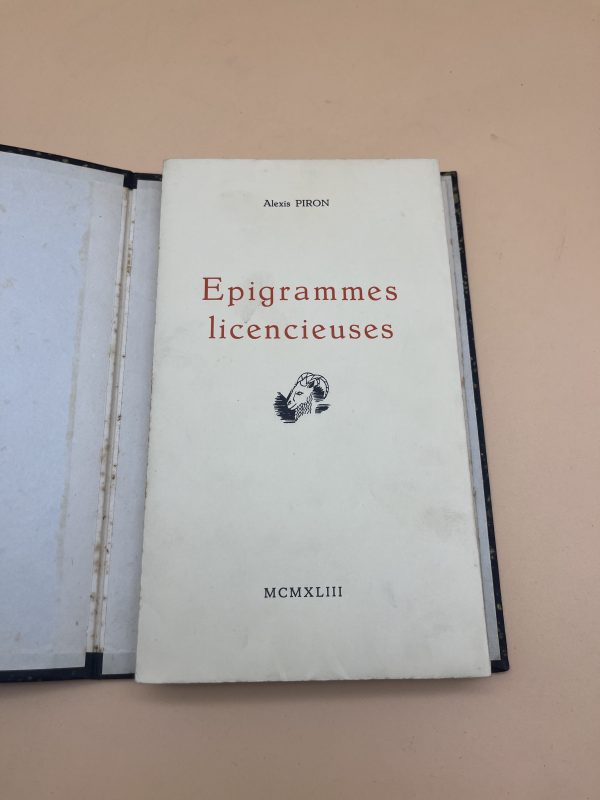 Alexis PIRON
Epigrammes
licencieuses
MCMXLIII